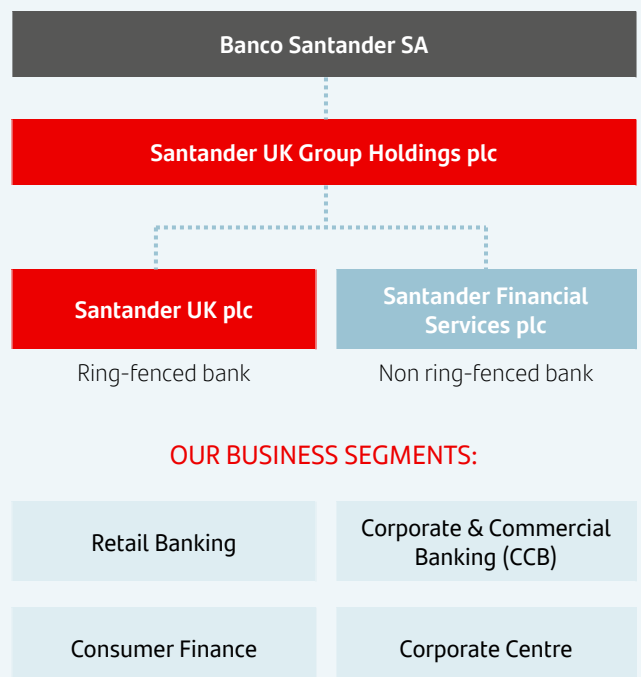 Banco Santander SA
Santander UK Group Holdings plc
Santander UK plc
Santander Financial
Services plc
Ring-fenced bank
Non ring-fenced bank
OUR BUSINESS SEGMENTS:
Retail Banking
Corporate & Commercial
Banking (CCB)
Consumer Finance
Corporate Centre